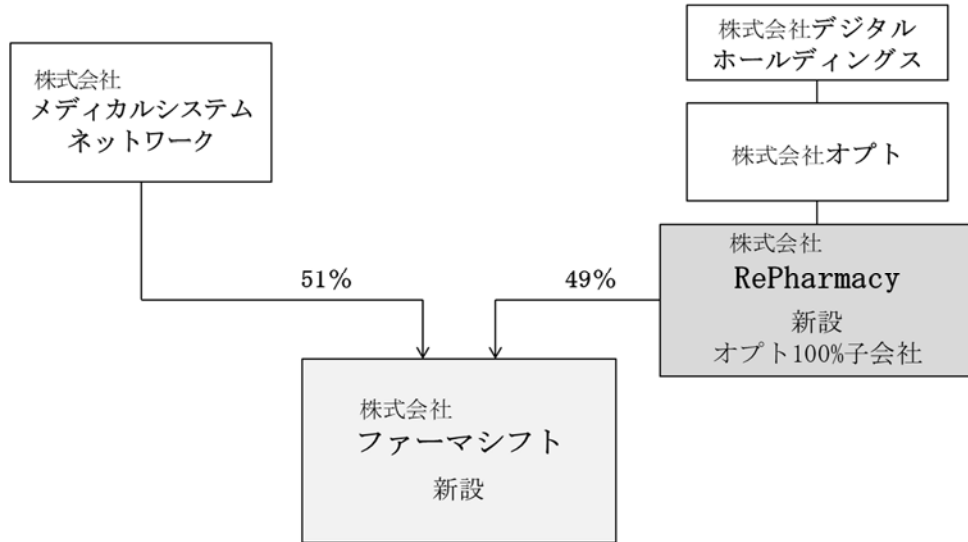 株式会社
メディカルシステム
ネットワーク
株式会社デジタル
ホールディングス
株式会社オプト
株式会社
RePharmacy
新設
オプト100%子会社
51%
49%
株式会社
ファーマシフト
新設